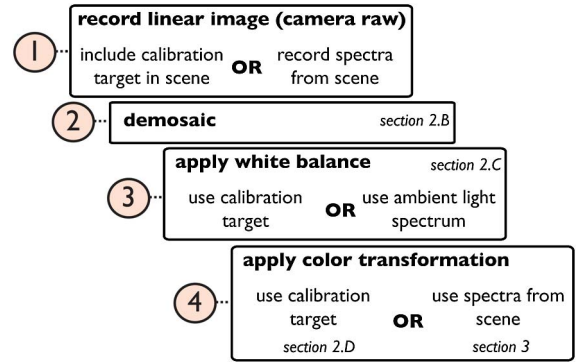 1
record linear image (camera raw)
include calibration target in scene
OR
record spectra from scene
2
demosaic
section 2.B
3
apply white balance
section 2.C
use calibration target
OR
use ambient light spectrum
4
apply color transformation
use calibration target
section 2.D
OR
use spectra from scene
section 3